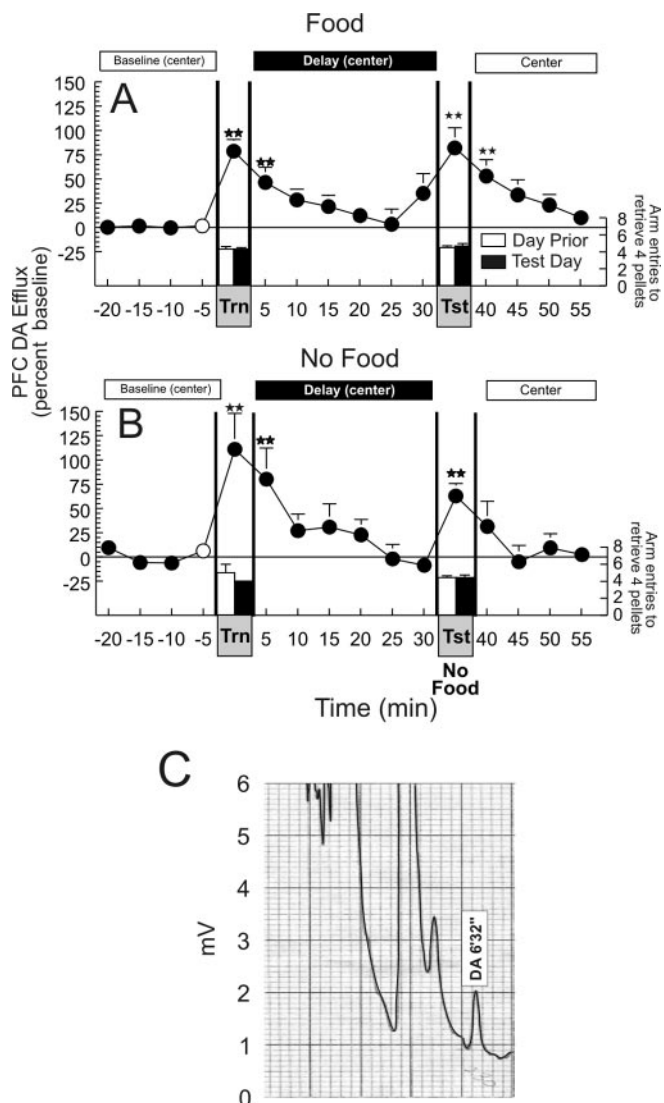 Food
Baseline (center) Delay (center) Center
A
150
125
100
75
50
25
0
-25
★★ ★★ ★★ ★★
8
6
4
2
0
Day Prior
Test Day
Arm entries to
retrieve 4 pellets
-20 -15 -10 -5 Trn 5 10 15 20 25 30 Tst 40 45 50 55
PFC DA Efflux
(percent baseline)
No Food
Baseline (center) Delay (center) Center
B
150
125
100
75
50
25
0
-25
★★ ★★ ★★
8
6
4
2
0
Arm entries to
retrieve 4 pellets
-20 -15 -10 -5 Trn 5 10 15 20 25 30 Tst 40 45 50 55
No
Food
Time (min)
C
6
5
4
3
2
1
0
mV
DA 6'32"